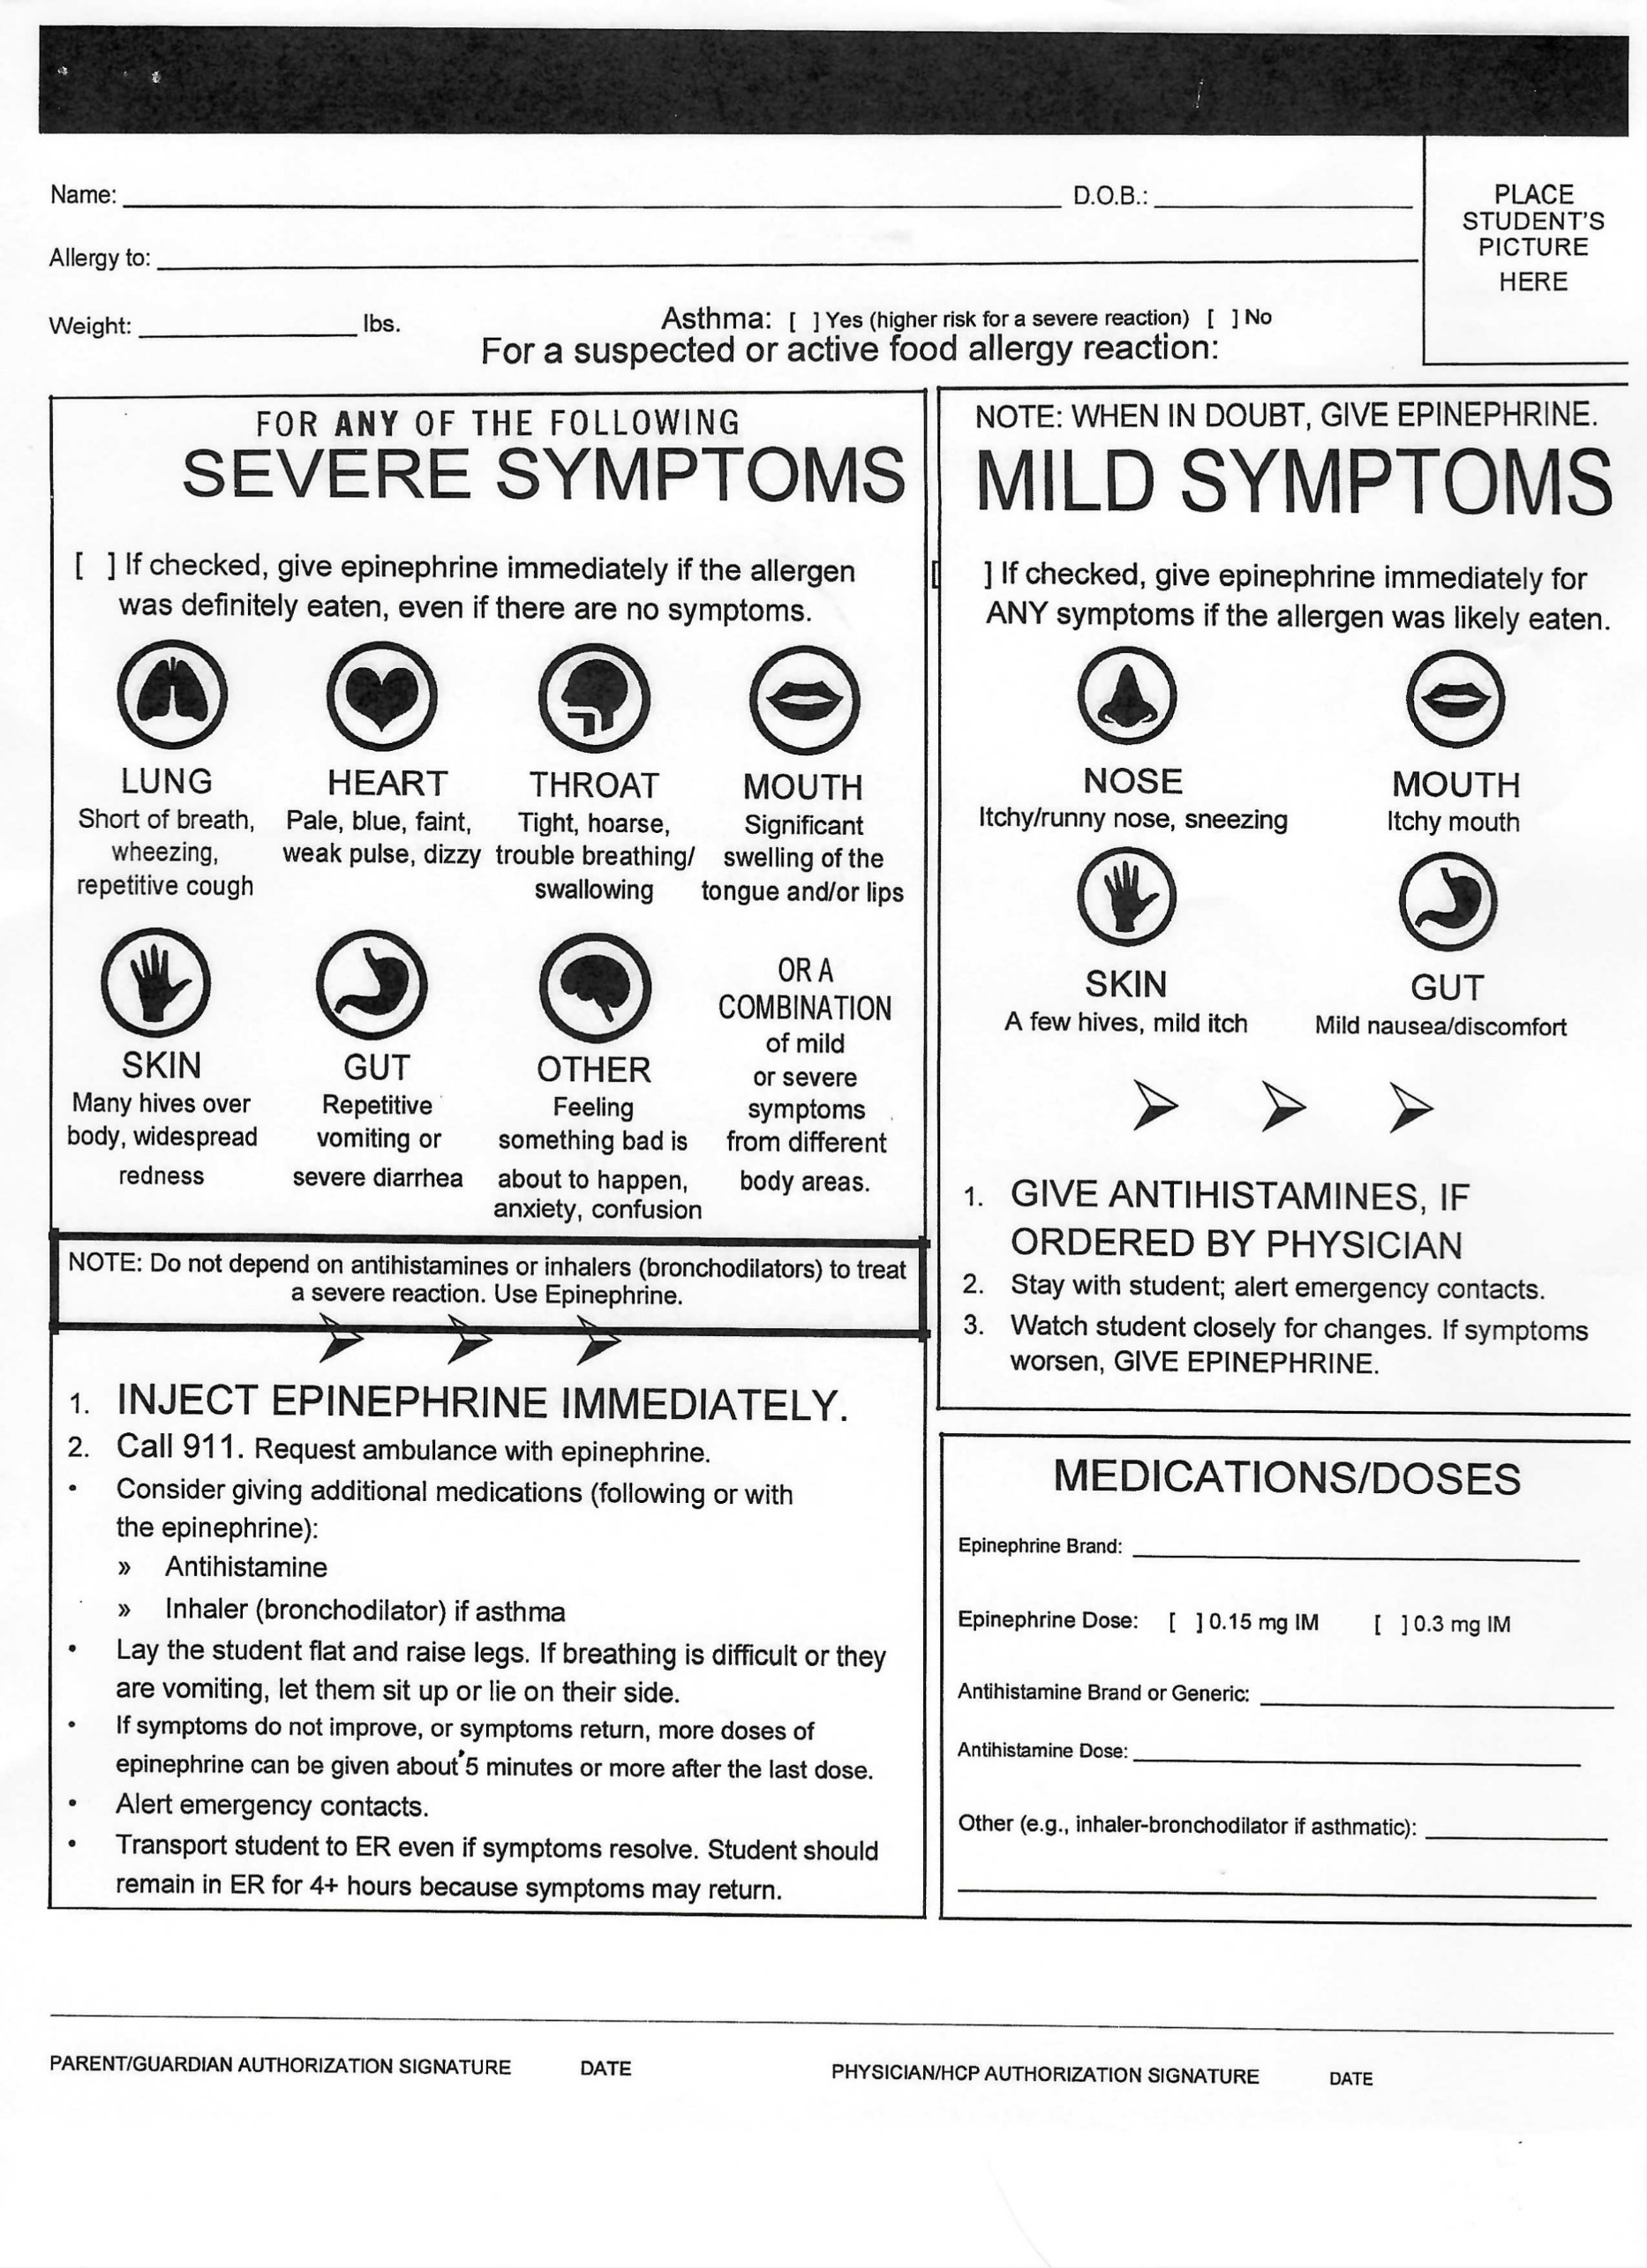 Name: D.O.B.:
PLACE
STUDENT'S
PICTURE
HERE
Allergy to:
Weight: lbs. Asthma: [ ] Yes (higher risk for a severe reaction) [ ] No
For a suspected or active food allergy reaction:
FOR ANY OF THE FOLLOWING
SEVERE SYMPTOMS
[ ] If checked, give epinephrine immediately if the allergen
was definitely eaten, even if there are no symptoms.
LUNG
Short of breath,
wheezing,
repetitive cough
HEART
Pale, blue, faint,
weak pulse, dizzy
THROAT
Tight, hoarse,
trouble breathing/
swallowing
MOUTH
Significant
swelling of the
tongue and/or lips
SKIN
Many hives over
body, widespread
redness
GUT
Repetitive
vomiting or
severe diarrhea
OTHER
Feeling
something bad is
about to happen,
anxiety, confusion
OR A
COMBINATION
of mild
or severe
symptoms
from different
body areas.
NOTE: Do not depend on antihistamines or inhalers (bronchodilators) to treat
a severe reaction. Use Epinephrine.
1. INJECT EPINEPHRINE IMMEDIATELY.
2. Call 911. Request ambulance with epinephrine.
• Consider giving additional medications (following or with
the epinephrine):
» Antihistamine
» Inhaler (bronchodilator) if asthma
• Lay the student flat and raise legs. If breathing is difficult or they
are vomiting, let them sit up or lie on their side.
• If symptoms do not improve, or symptoms return, more doses of
epinephrine can be given about 5 minutes or more after the last dose.
• Alert emergency contacts.
• Transport student to ER even if symptoms resolve. Student should
remain in ER for 4+ hours because symptoms may return.
NOTE: WHEN IN DOUBT, GIVE EPINEPHRINE.
MILD SYMPTOMS
[ ] If checked, give epinephrine immediately for
ANY symptoms if the allergen was likely eaten.
NOSE
Itchy/runny nose, sneezing
MOUTH
Itchy mouth
SKIN
A few hives, mild itch
GUT
Mild nausea/discomfort
1. GIVE ANTIHISTAMINES, IF
ORDERED BY PHYSICIAN
2. Stay with student; alert emergency contacts.
3. Watch student closely for changes. If symptoms
worsen, GIVE EPINEPHRINE.
MEDICATIONS/DOSES
Epinephrine Brand:
Epinephrine Dose: [ ] 0.15 mg IM [ ] 0.3 mg IM
Antihistamine Brand or Generic:
Antihistamine Dose:
Other (e.g., inhaler-bronchodilator if asthmatic):
PARENT/GUARDIAN AUTHORIZATION SIGNATURE DATE PHYSICIAN/HCP AUTHORIZATION SIGNATURE DATE